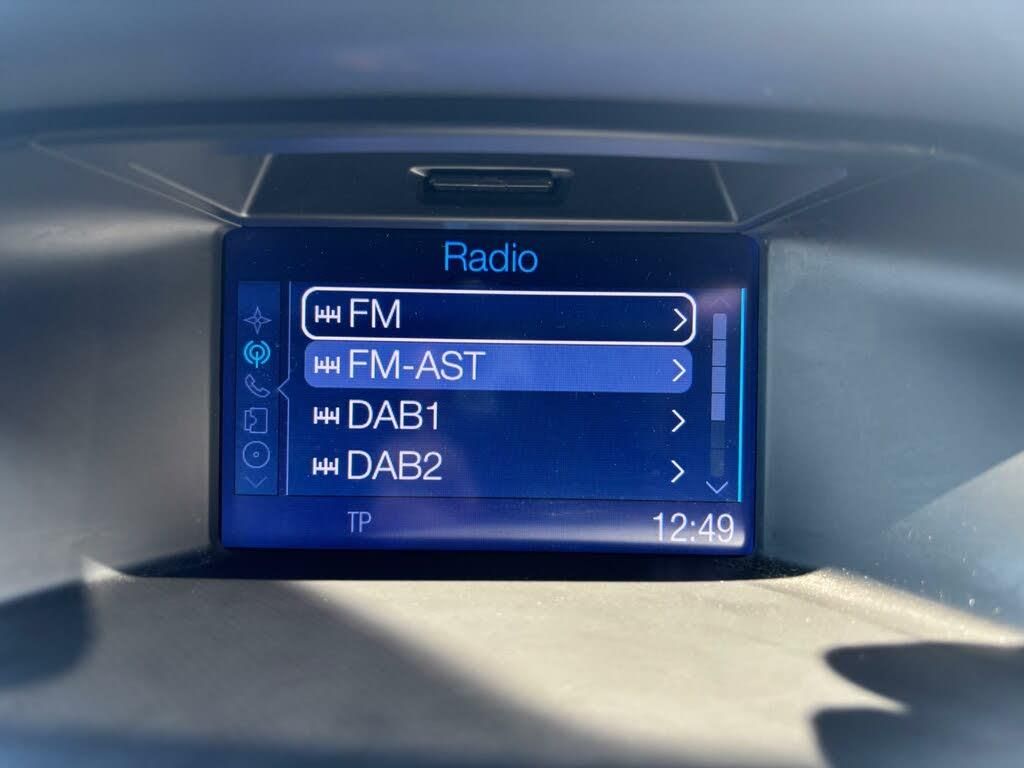 Radio
FM
FM-AST
DAB1
DAB2
TP 12:49